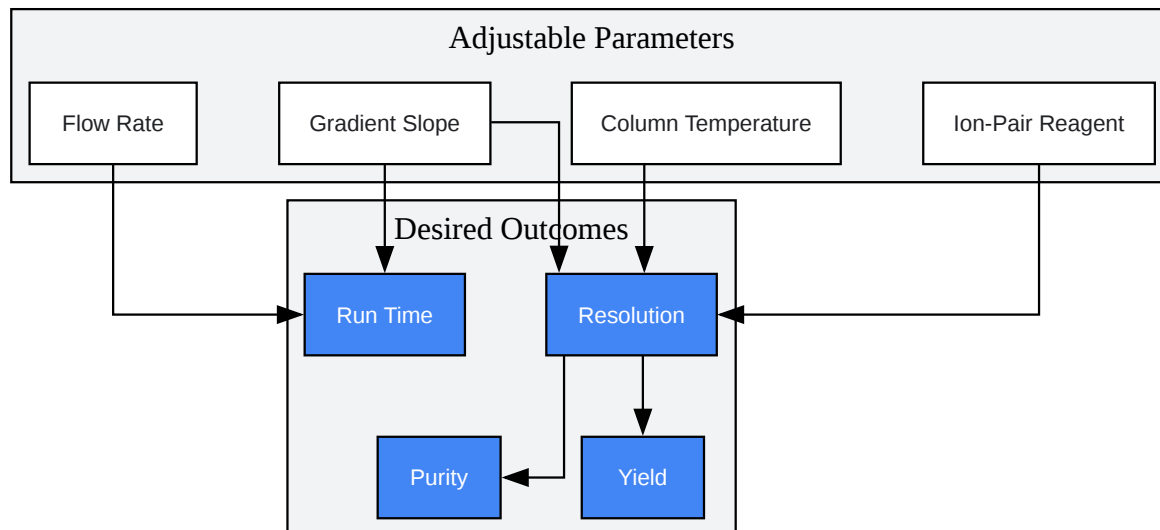 Adjustable Parameters
Flow Rate
Gradient Slope
Column Temperature
Ion-Pair Reagent
Desired Outcomes
Run Time
Resolution
Purity
Yield